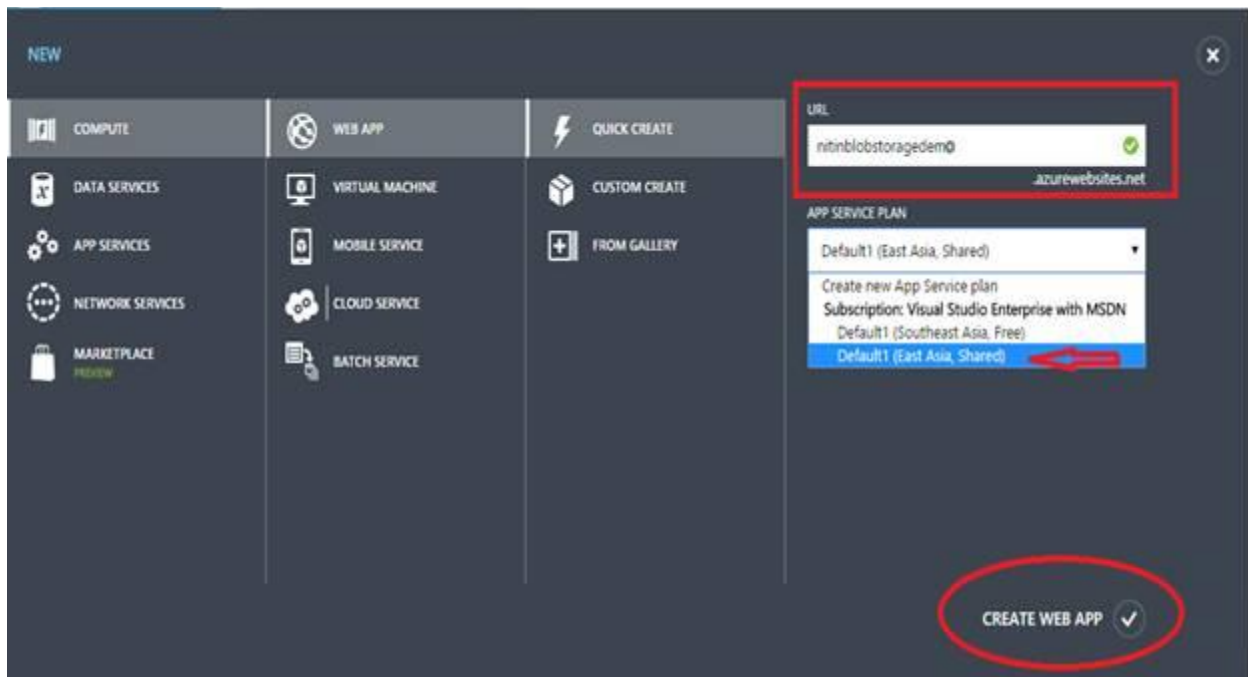 NEW
COMPUTE
DATA SERVICES
APP SERVICES
NETWORK SERVICES
MARKETPLACE
PREVIEW
WEB APP
VIRTUAL MACHINE
MOBILE SERVICE
CLOUD SERVICE
BATCH SERVICE
QUICK CREATE
CUSTOM CREATE
FROM GALLERY
URL
nitinblobstoragedem0
.azurewebsites.net
APP SERVICE PLAN
Default1 (East Asia, Shared)
Create new App Service plan
Subscription: Visual Studio Enterprise with MSDN
Default1 (Southeast Asia, Free)
Default1 (East Asia, Shared)
CREATE WEB APP